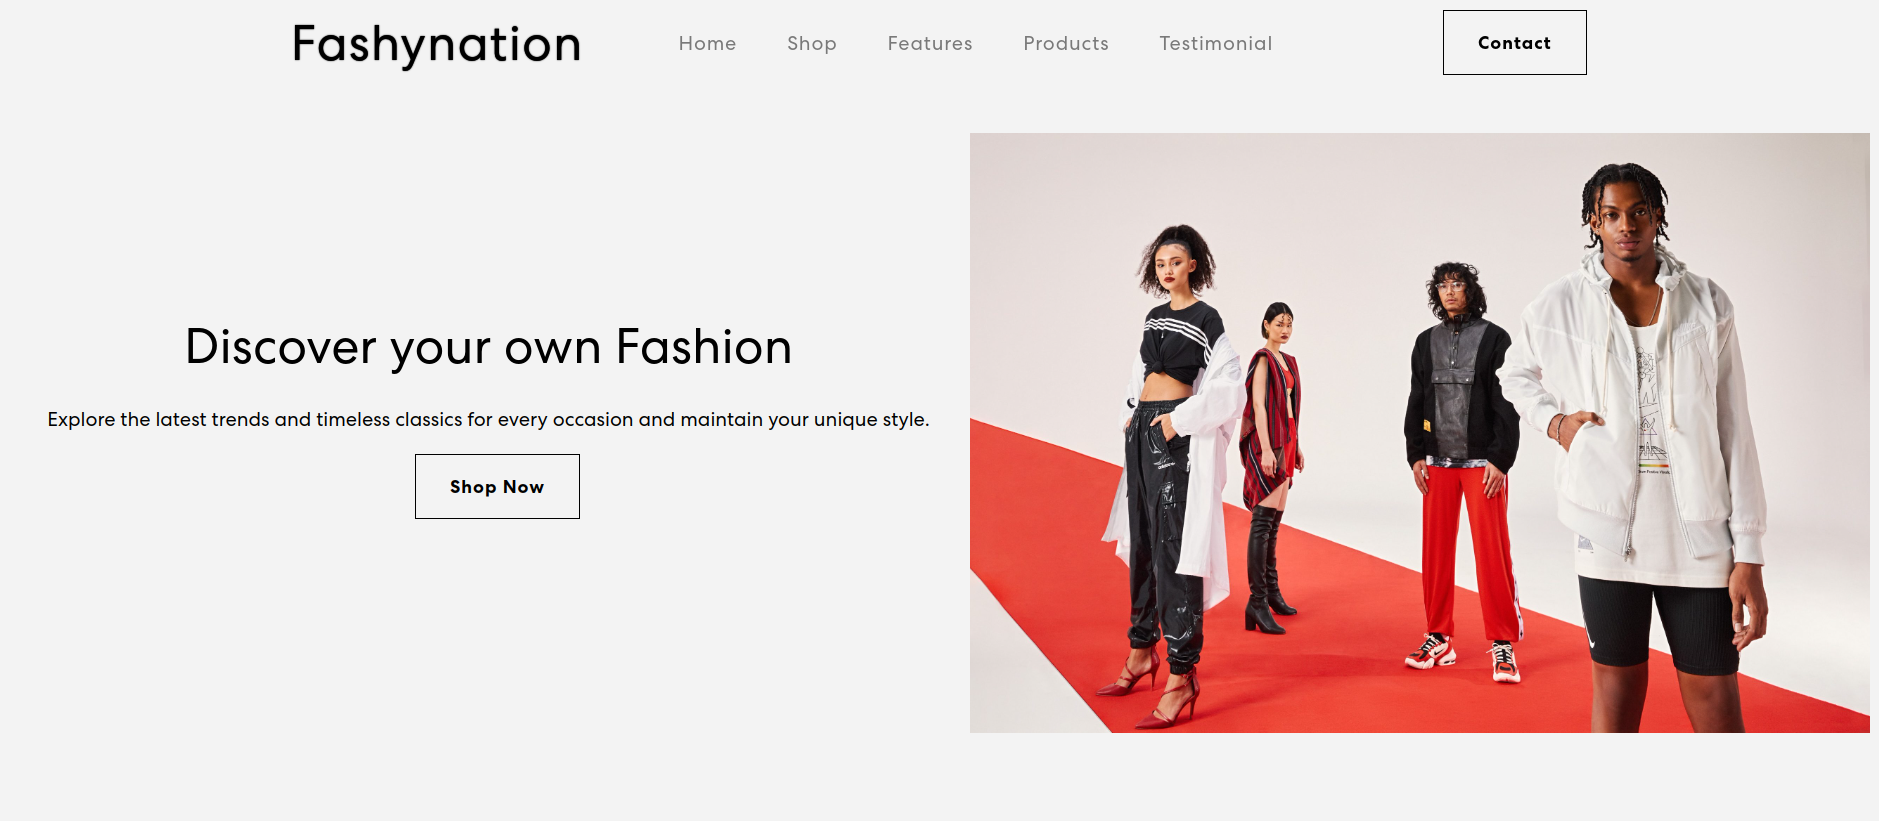 Fashynation
Home Shop Features Products Testimonial
Contact
Discover your own Fashion
Explore the latest trends and timeless classics for every occasion and maintain your unique style.
Shop Now